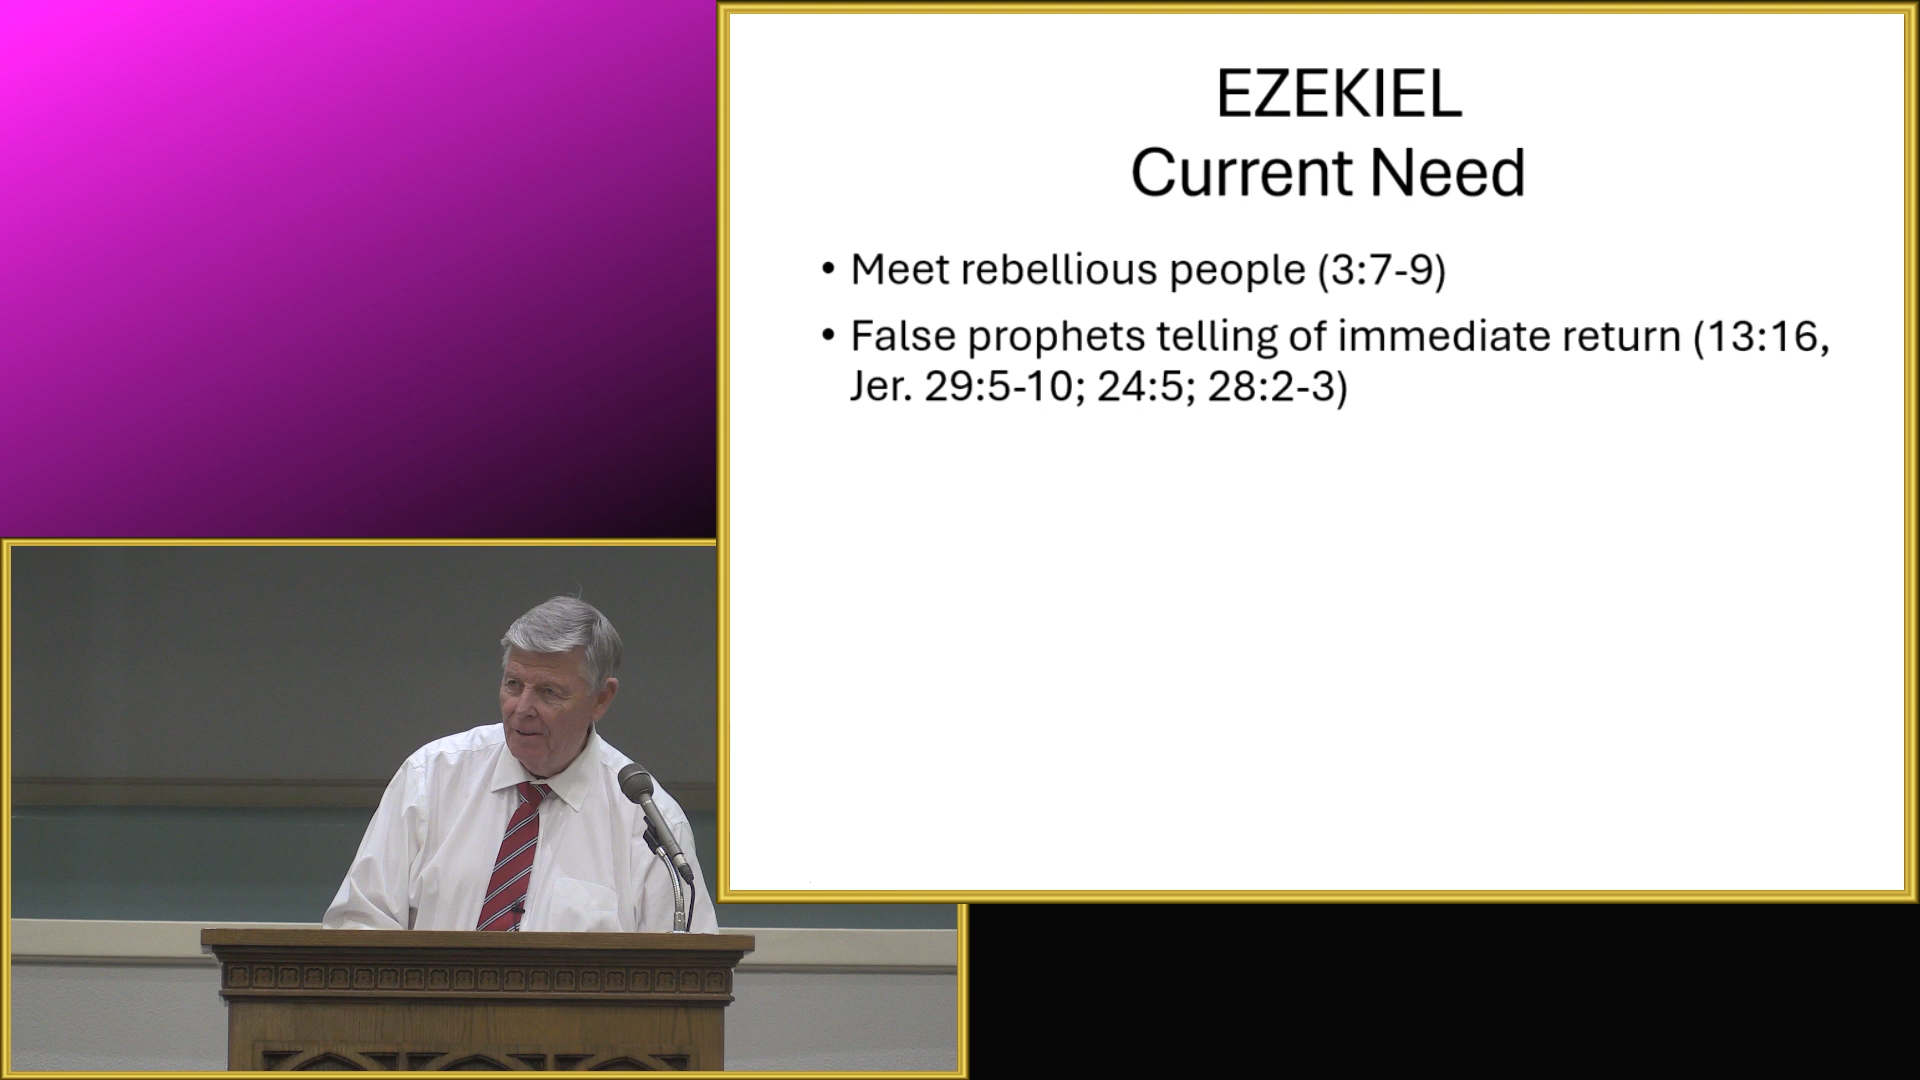 EZEKIEL
Current Need
• Meet rebellious people (3:7-9)
• False prophets telling of immediate return (13:16,
Jer. 29:5-10; 24:5; 28:2-3)